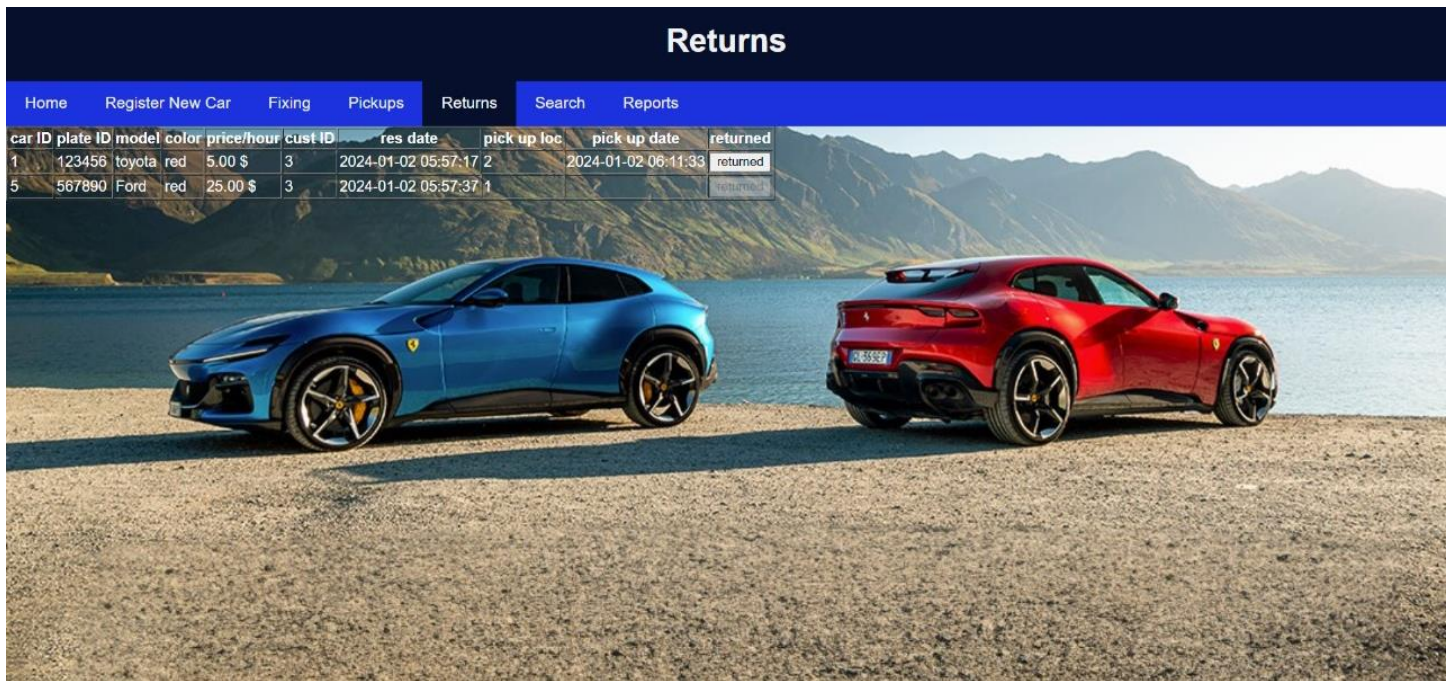 Returns
Home Register New Car Fixing Pickups Returns Search Reports
car ID plate ID model color price/hour cust ID res date pick up loc pick up date returned
1 123456 toyota red 5.00 $ 3 2024-01-02 05:57:17 2 2024-01-02 06:11:33 returned
5 567890 Ford red 25.00 $ 3 2024-01-02 05:57:37 1 returned